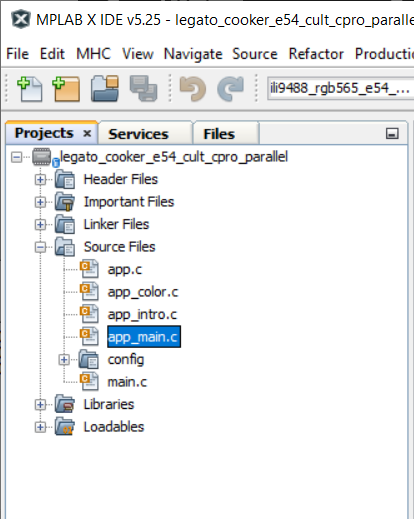 MPLAB X IDE v5.25 - legato_cooker_e54_cult_cpro_paralle
File Edit MHC View Navigate Source Refactor Productio
ili9488_rgb565_e54_...
Projects × Services Files
legato_cooker_e54_cult_cpro_parallel
Header Files
Important Files
Linker Files
Source Files
app.c
app_color.c
app_intro.c
app_main.c
config
main.c
Libraries
Loadables